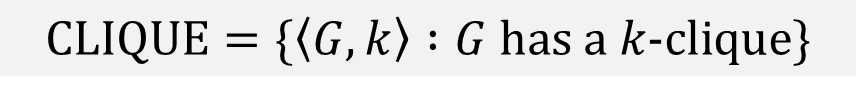 CLIQUE = {⟨G, k⟩ : G has a k-clique}